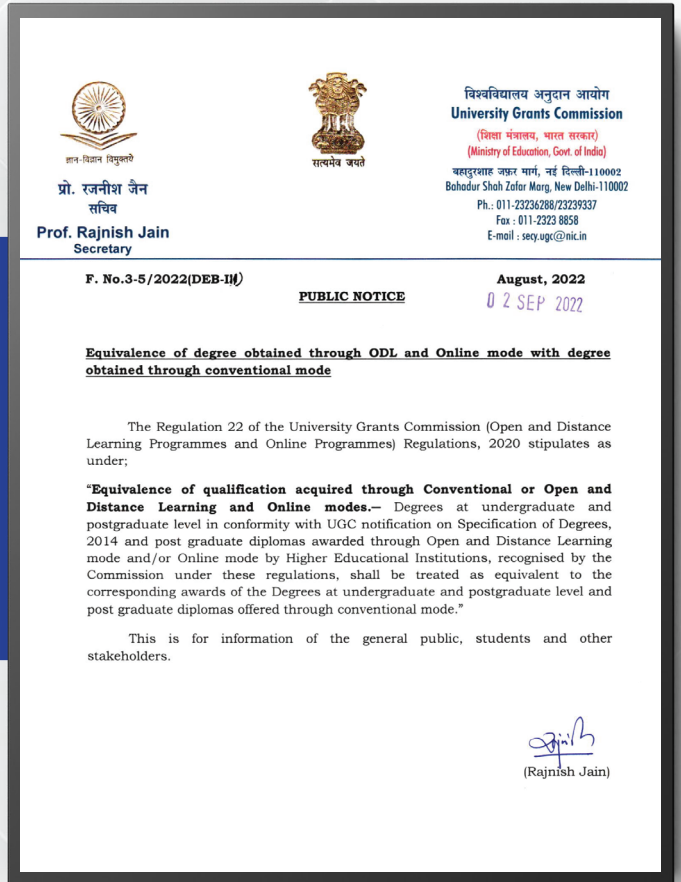 ज्ञान-विज्ञान विमुक्तये
प्रो. रजनीश जैन
सचिव
Prof. Rajnish Jain
Secretary
सत्यमेव जयते
विश्वविद्यालय अनुदान आयोग
University Grants Commission
(शिक्षा मंत्रालय, भारत सरकार)
(Ministry of Education, Govt. of India)
बहादुरशाह ज़फ़र मार्ग, नई दिल्ली-110002
Bahadur Shah Zafar Marg, New Delhi-110002
Ph.: 011-23236288/23239337
Fax : 011-2323 8858
E-mail : secy.ugc@nic.in
F. No.3-5/2022(DEB-III)
August, 2022
PUBLIC NOTICE
02 SEP 2022
Equivalence of degree obtained through ODL and Online mode with degree
obtained through conventional mode
The Regulation 22 of the University Grants Commission (Open and Distance
Learning Programmes and Online Programmes) Regulations, 2020 stipulates as
under;
“Equivalence of qualification acquired through Conventional or Open and
Distance Learning and Online modes.— Degrees at undergraduate and
postgraduate level in conformity with UGC notification on Specification of Degrees,
2014 and post graduate diplomas awarded through Open and Distance Learning
mode and/or Online mode by Higher Educational Institutions, recognised by the
Commission under these regulations, shall be treated as equivalent to the
corresponding awards of the Degrees at undergraduate and postgraduate level and
post graduate diplomas offered through conventional mode.”
This is for information of the general public, students and other
stakeholders.
(Rajnish Jain)